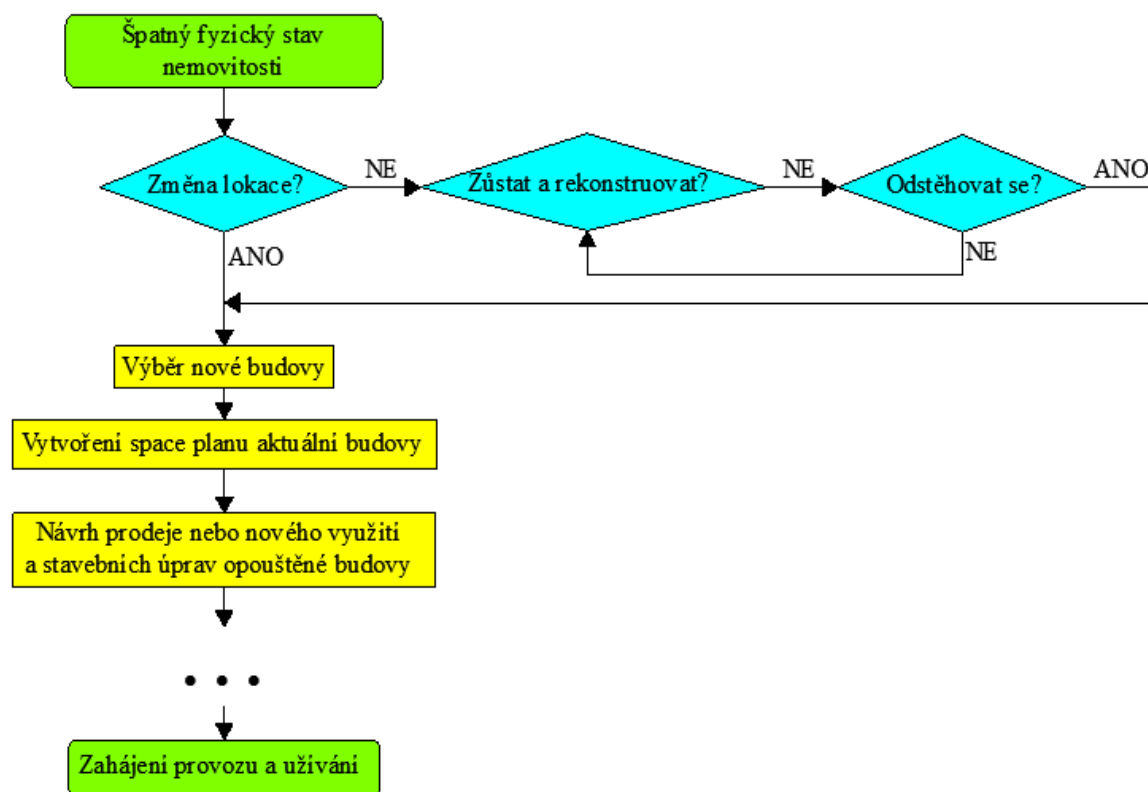 Špatný fyzický stav
nemovitosti
Změna lokace?
NE
Zůstat a rekonstruovat?
NE
Odstěhovat se?
ANO
ANO
NE
Výběr nové budovy
Vytvoření space planu aktuální budovy
Návrh prodeje nebo nového využití
a stavebních úprav opouštěné budovy
• • •
Zahájení provozu a užívání